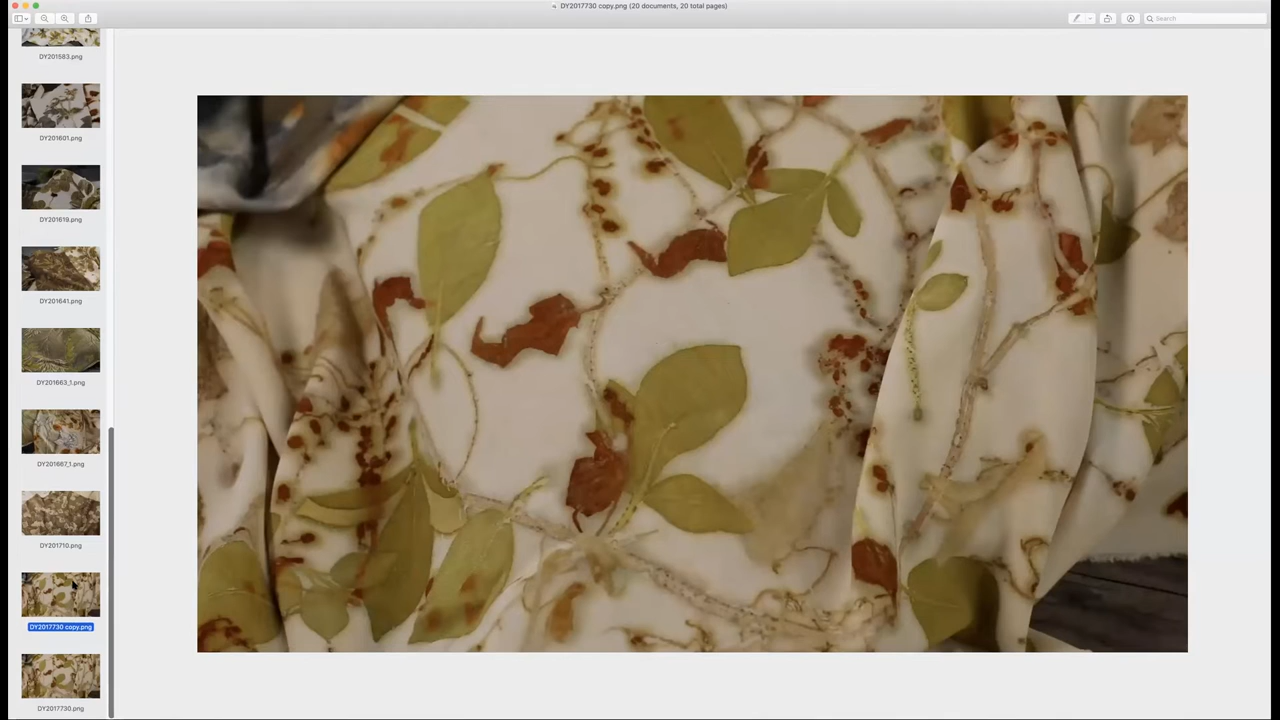 DY2017730 copy.png (20 documents, 20 total pages)
Search
DY201583.png
DY201601.png
DY201619.png
DY201641.png
DY201663_1.png
DY201667_1.png
DY201710.png
DY2017730 copy.png
DY2017730.png